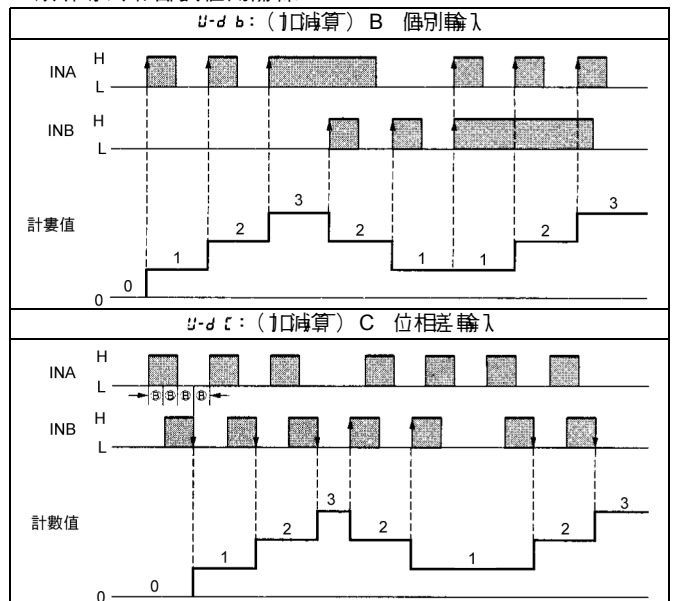 U-d b:（加減算）B 個別輸入
INA H
L
INB H
L
計數值
0 1 2 3 2 1 1 2 3
0
U-d C:（加減算）C 位相差輸入
INA H
L
B B B B
INB H
L
計數值
0 1 2 3 2 1 2 3
0